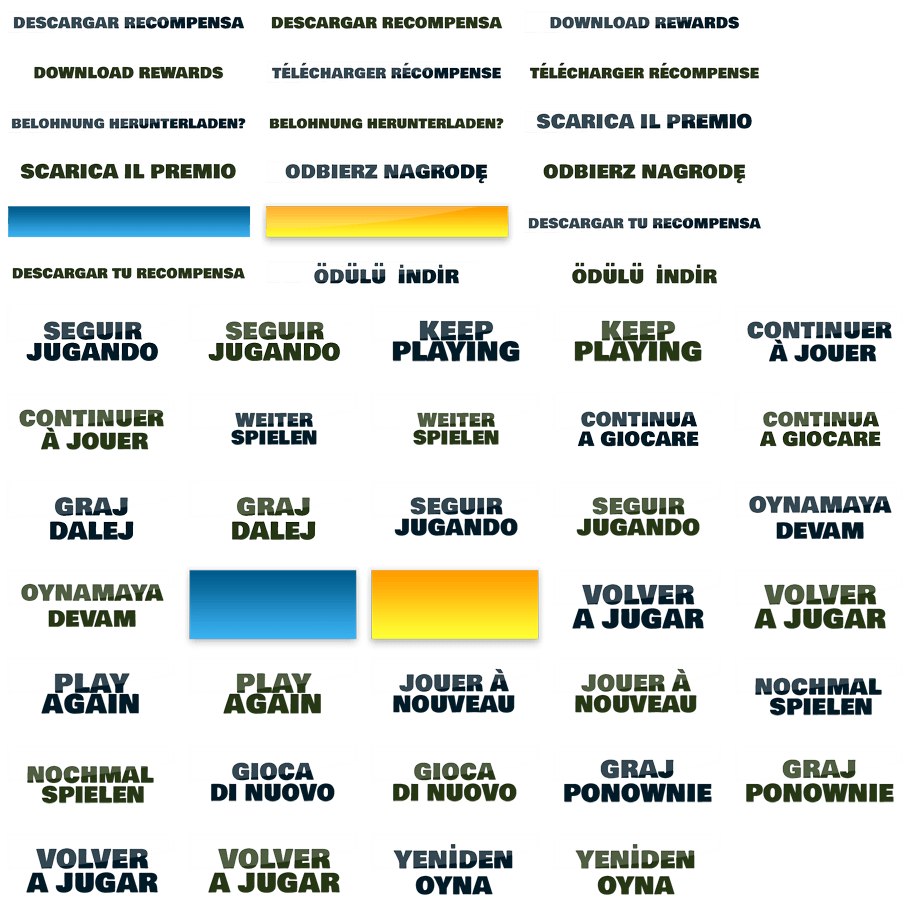 DESCARGAR RECOMPENSA
DESCARGAR RECOMPENSA
DOWNLOAD REWARDS
DOWNLOAD REWARDS
TÉLÉCHARGER RÉCOMPENSE
TÉLÉCHARGER RÉCOMPENSE
BELOHNUNG HERUNTERLADEN?
BELOHNUNG HERUNTERLADEN?
SCARICA IL PREMIO
SCARICA IL PREMIO
ODBIERZ NAGRODĘ
ODBIERZ NAGRODĘ
DESCARGAR TU RECOMPENSA
DESCARGAR TU RECOMPENSA
ÖDÜLÜ İNDİR
ÖDÜLÜ İNDİR
SEGUIR
JUGANDO
SEGUIR
JUGANDO
KEEP
PLAYING
KEEP
PLAYING
CONTINUER
À JOUER
CONTINUER
À JOUER
WEITER
SPIELEN
WEITER
SPIELEN
CONTINUA
A GIOCARE
CONTINUA
A GIOCARE
GRAJ
DALEJ
GRAJ
DALEJ
SEGUIR
JUGANDO
SEGUIR
JUGANDO
OYNAMAYA
DEVAM
OYNAMAYA
DEVAM
VOLVER
A JUGAR
VOLVER
A JUGAR
PLAY
AGAIN
PLAY
AGAIN
JOUER À
NOUVEAU
JOUER À
NOUVEAU
NOCHMAL
SPIELEN
NOCHMAL
SPIELEN
GIOCA
DI NUOVO
GIOCA
DI NUOVO
GRAJ
PONOWNIE
GRAJ
PONOWNIE
VOLVER
A JUGAR
VOLVER
A JUGAR
YENİDEN
OYNA
YENİDEN
OYNA